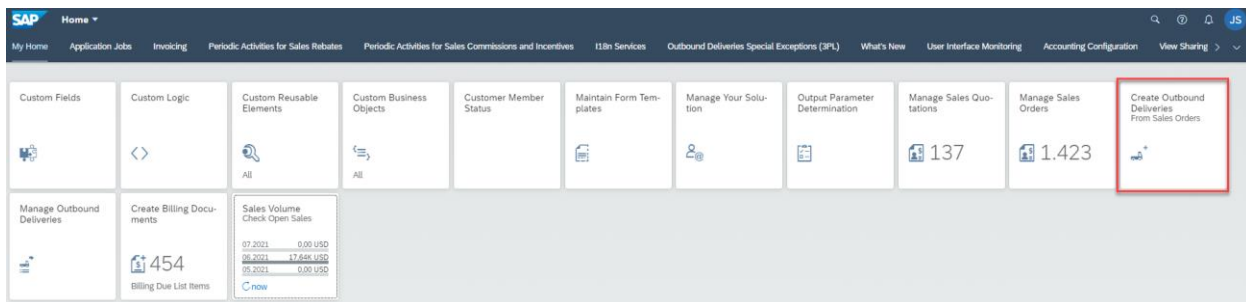 SAP Home
JS
My Home Application Jobs Invoicing Periodic Activities for Sales Rebates Periodic Activities for Sales Commissions and Incentives I18n Services Outbound Deliveries Special Exceptions (3PL) What's New User Interface Monitoring Accounting Configuration View Sharing
Custom Fields
Custom Logic
Custom Reusable
Elements
All
Custom Business
Objects
All
Customer Member
Status
Maintain Form Tem-
plates
Manage Your Solu-
tion
Output Parameter
Determination
Manage Sales Quo-
tations
137
Manage Sales
Orders
1.423
Create Outbound
Deliveries
From Sales Orders
Manage Outbound
Deliveries
Create Billing Docu-
ments
454
Billing Due List Items
Sales Volume
Check Open Sales
07.2021 0,00 USD
06.2021 17,64K USD
05.2021 0,00 USD
now